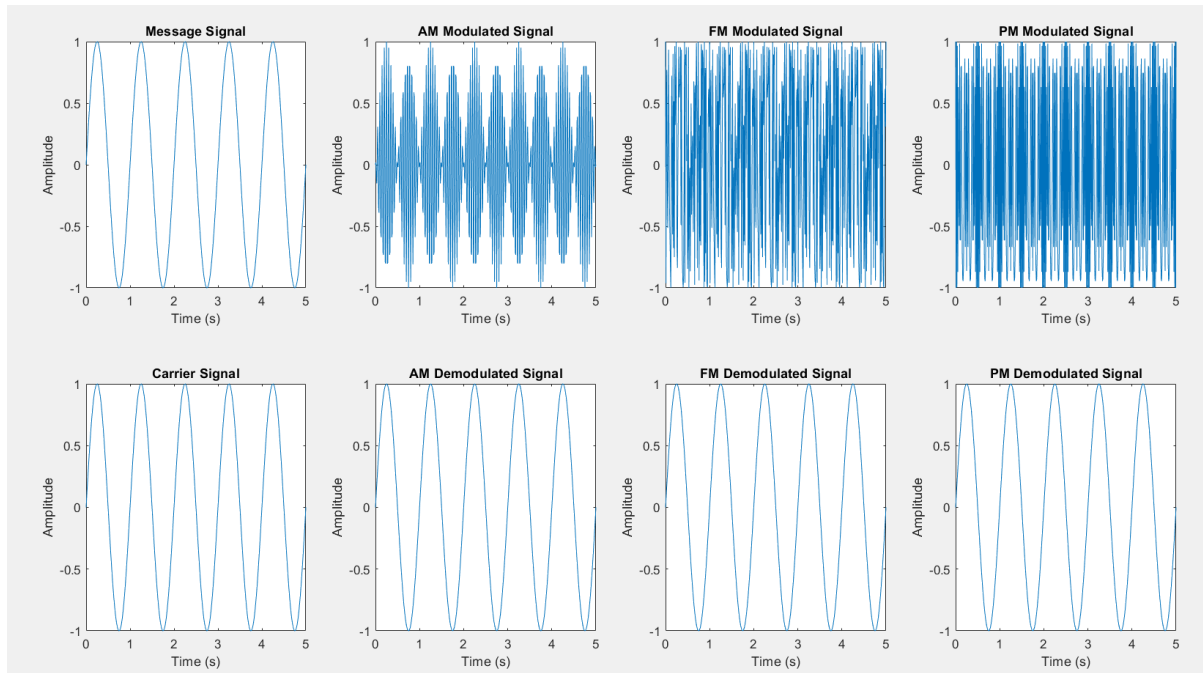 Message Signal
1
0.5
0
-0.5
-1
Amplitude
0 1 2 3 4 5
Time (s)
AM Modulated Signal
1
0.5
0
-0.5
-1
Amplitude
0 1 2 3 4 5
Time (s)
FM Modulated Signal
1
0.5
0
-0.5
-1
Amplitude
0 1 2 3 4 5
Time (s)
PM Modulated Signal
1
0.5
0
-0.5
-1
Amplitude
0 1 2 3 4 5
Time (s)
Carrier Signal
1
0.5
0
-0.5
-1
Amplitude
0 1 2 3 4 5
Time (s)
AM Demodulated Signal
1
0.5
0
-0.5
-1
Amplitude
0 1 2 3 4 5
Time (s)
FM Demodulated Signal
1
0.5
0
-0.5
-1
Amplitude
0 1 2 3 4 5
Time (s)
PM Demodulated Signal
1
0.5
0
-0.5
-1
Amplitude
0 1 2 3 4 5
Time (s)